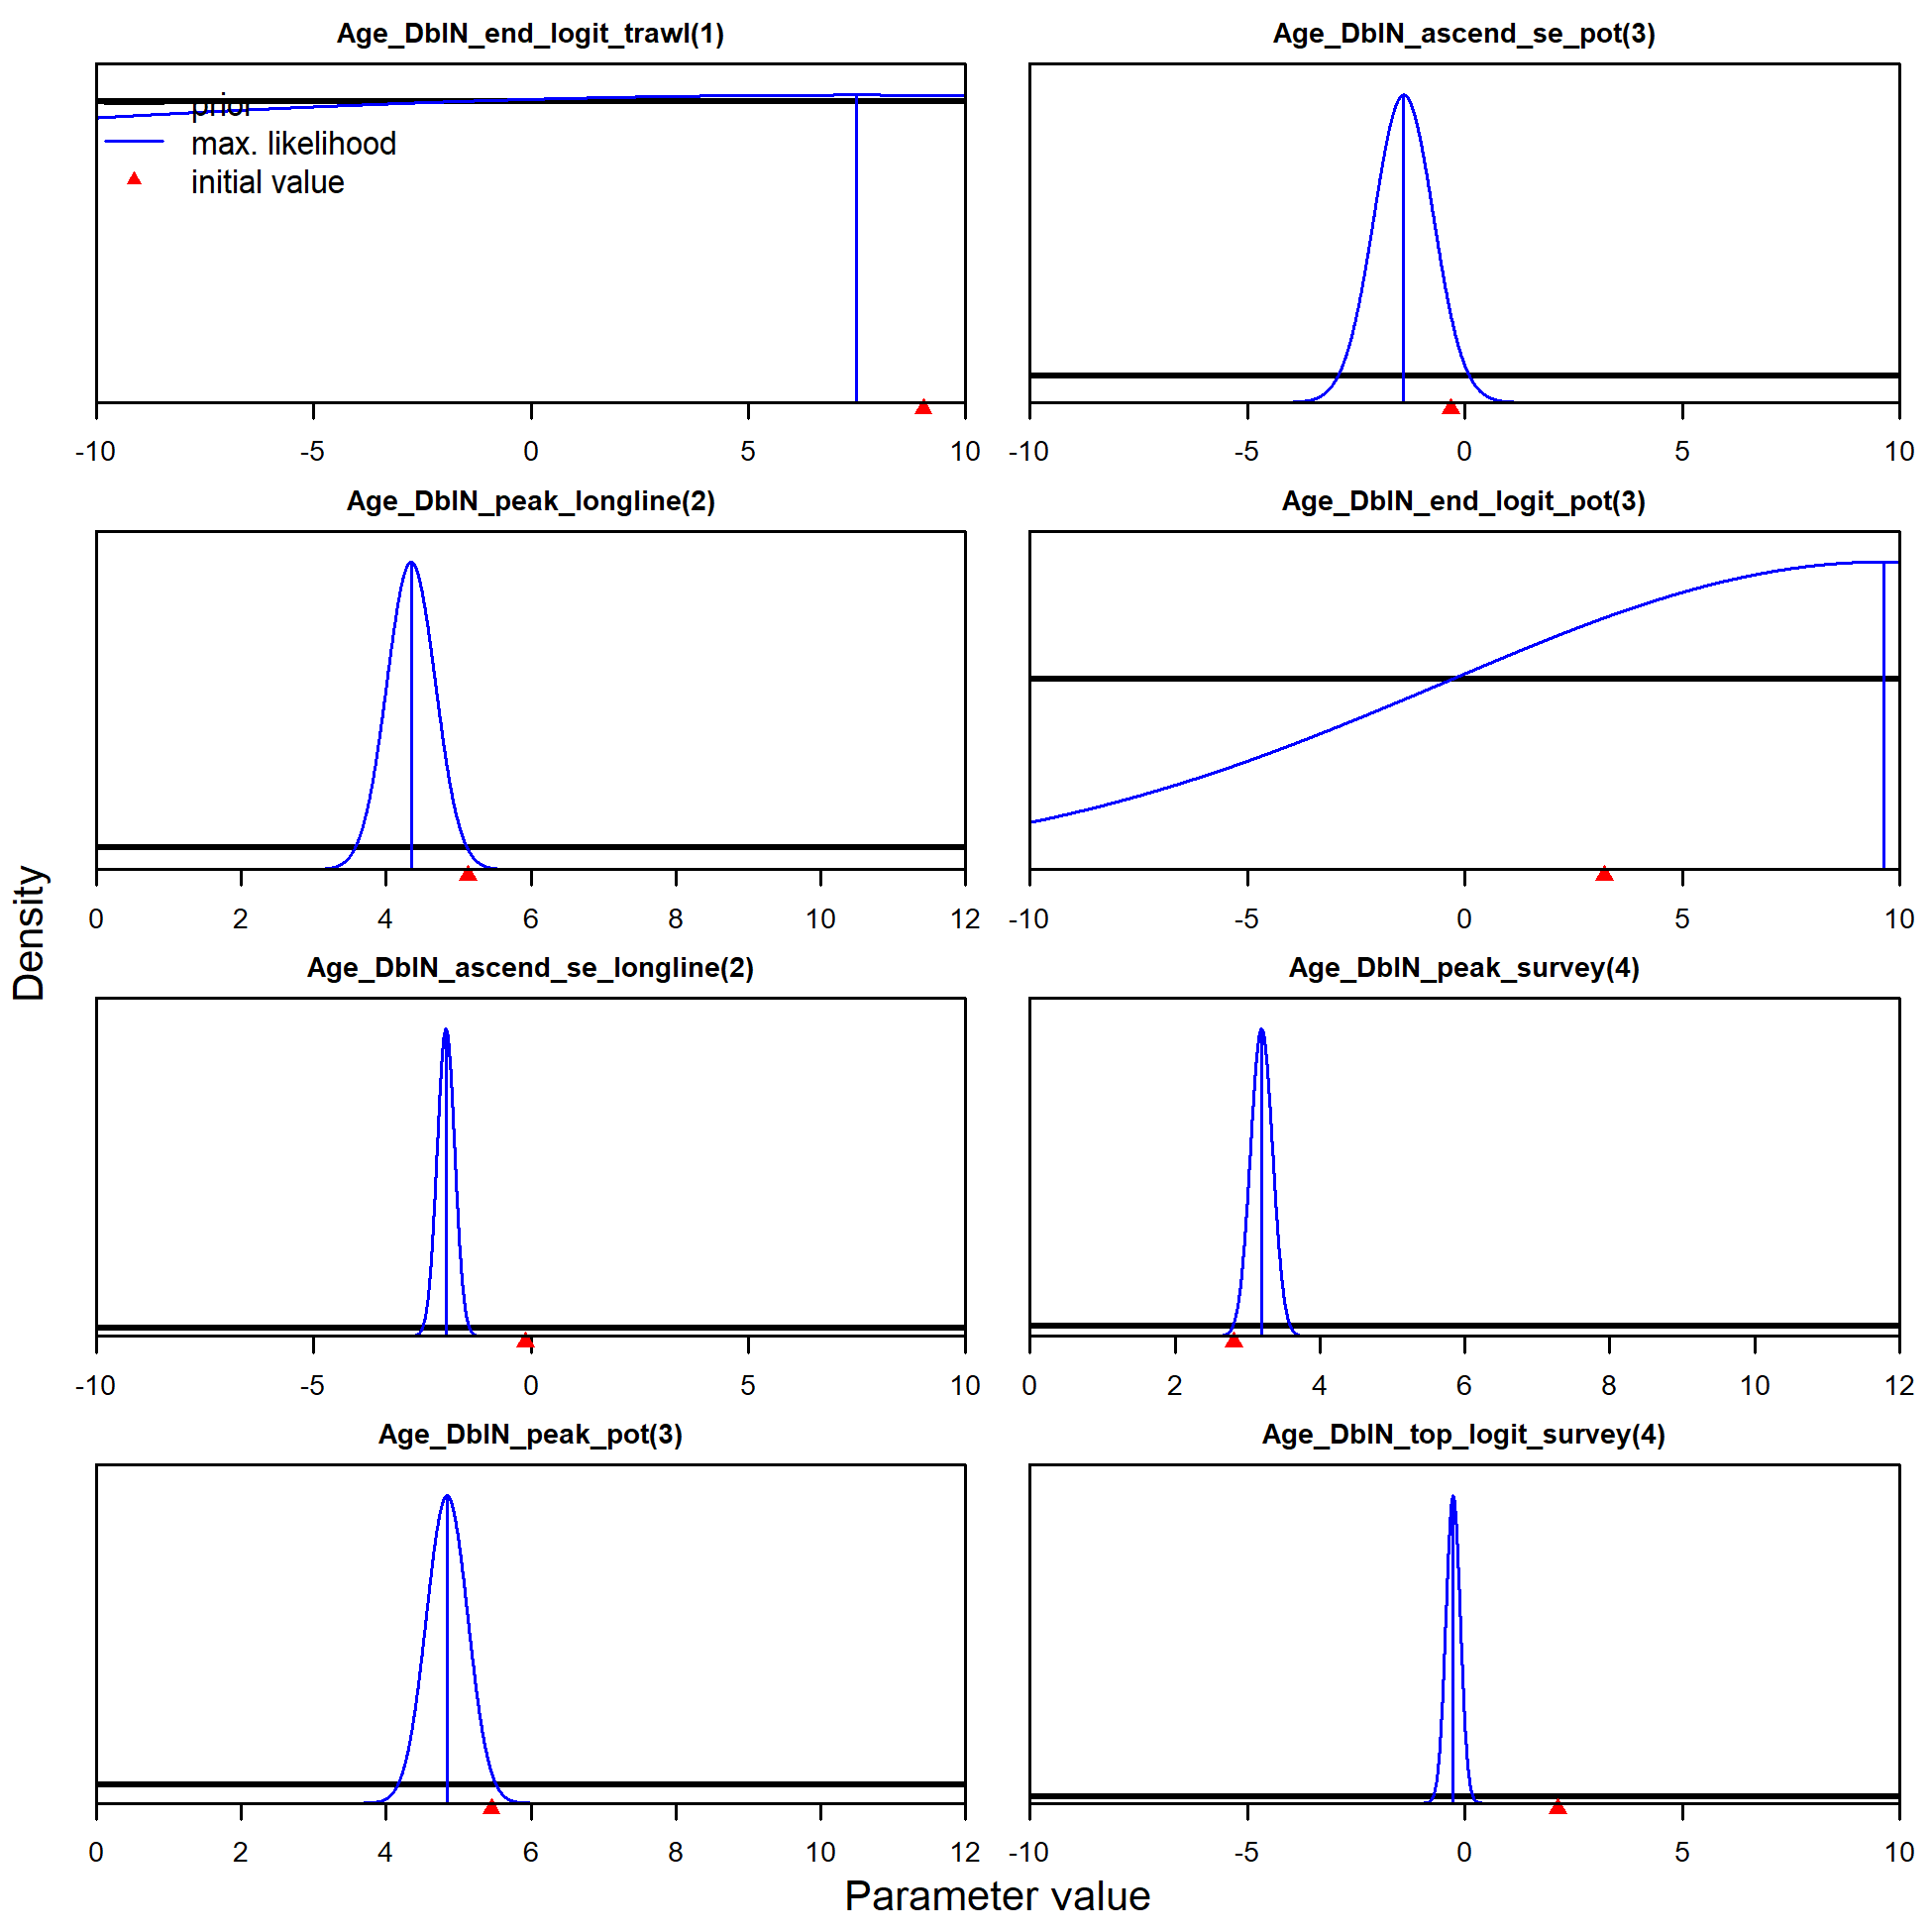 Age_DblN_end_logit_trawl(1)
prior
max. likelihood
initial value
-10 -5 0 5 10
Age_DblN_ascend_se_pot(3)
-10 -5 0 5 10
Age_DblN_peak_longline(2)
0 2 4 6 8 10 12
Age_DblN_end_logit_pot(3)
-10 -5 0 5 10
Age_DblN_ascend_se_longline(2)
-10 -5 0 5 10
Age_DblN_peak_survey(4)
0 2 4 6 8 10 12
Age_DblN_peak_pot(3)
0 2 4 6 8 10 12
Age_DblN_top_logit_survey(4)
-10 -5 0 5 10
Density
Parameter value